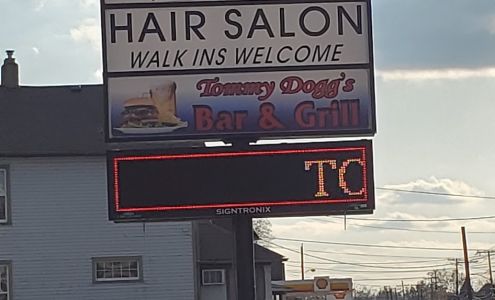 HAIR SALON
WALK INS WELCOME
Tommy Dogg's
Bar & Grill
TC
SIGNTRONIX